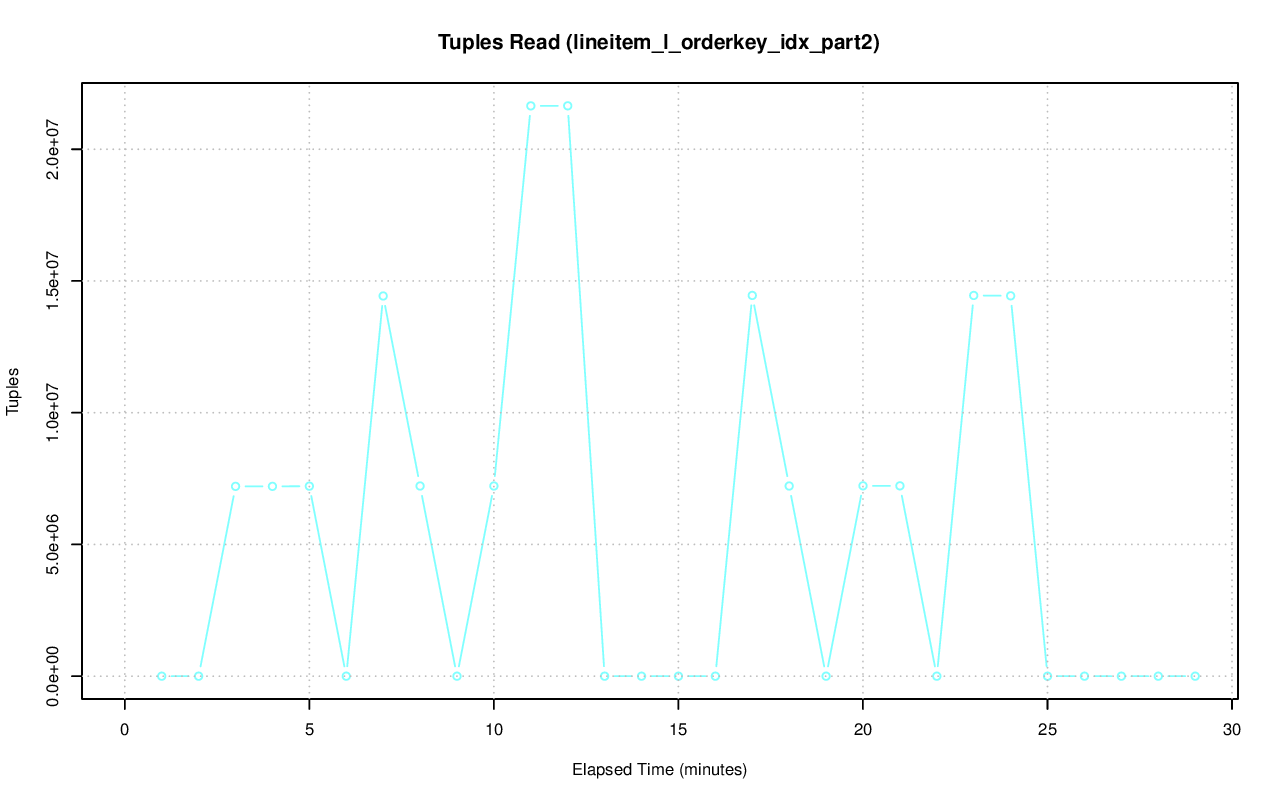 Tuples Read (lineitem_l_orderkey_idx_part2)
Tuples
2.0e+07
1.5e+07
1.0e+07
5.0e+06
0.0e+00
0 5 10 15 20 25 30
Elapsed Time (minutes)